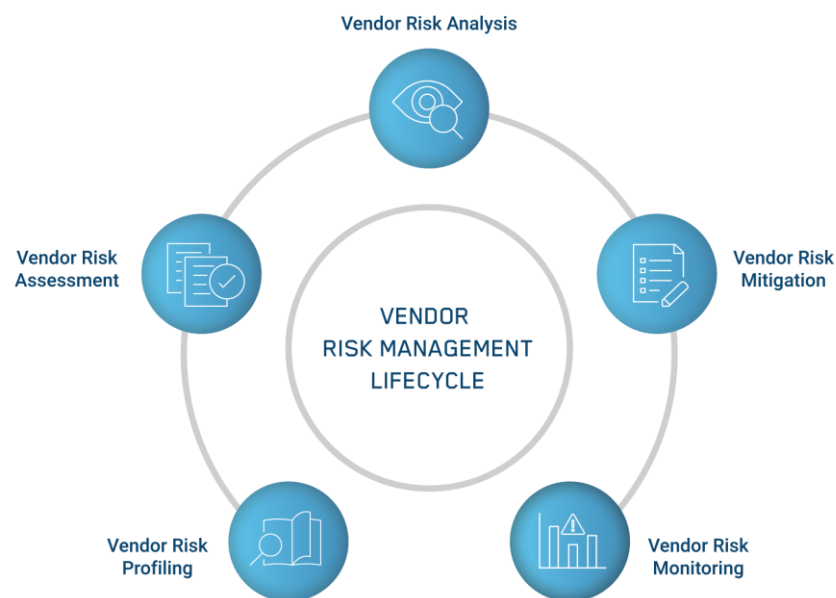 Vendor Risk Analysis
Vendor Risk
Assessment
Vendor Risk
Mitigation
VENDOR
RISK MANAGEMENT
LIFECYCLE
Vendor Risk
Profiling
Vendor Risk
Monitoring